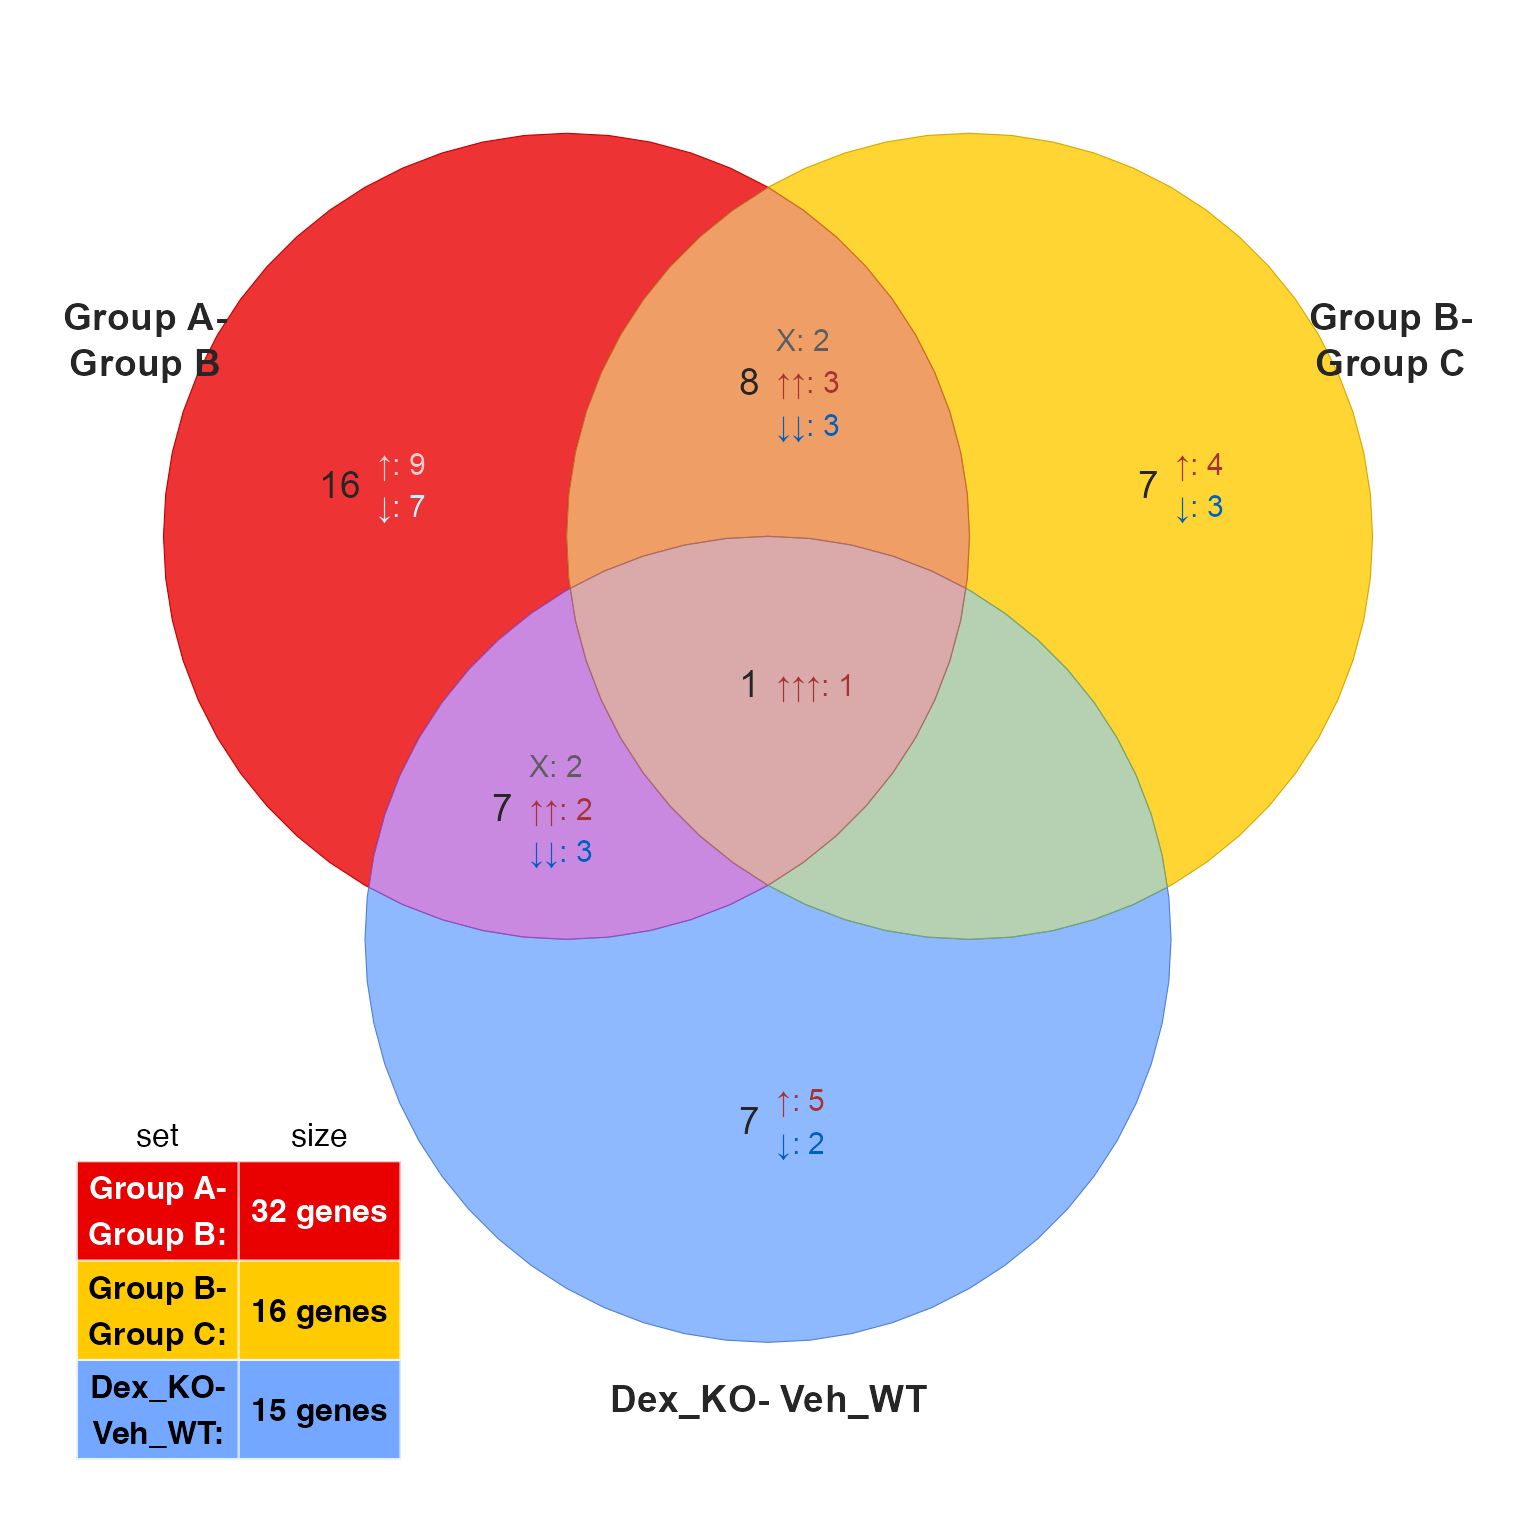 Group A-
Group B
Group B-
Group C
X: 2
8 ↑↑: 3
↓↓: 3
16 ↑: 9
↓: 7
7 ↑: 4
↓: 3
1 ↑↑↑: 1
X: 2
7 ↑↑: 2
↓↓: 3
7 ↑: 5
↓: 2
Dex_KO- Veh_WT
set size
Group A-
Group B:
32 genes
Group B-
Group C:
16 genes
Dex_KO-
Veh_WT:
15 genes